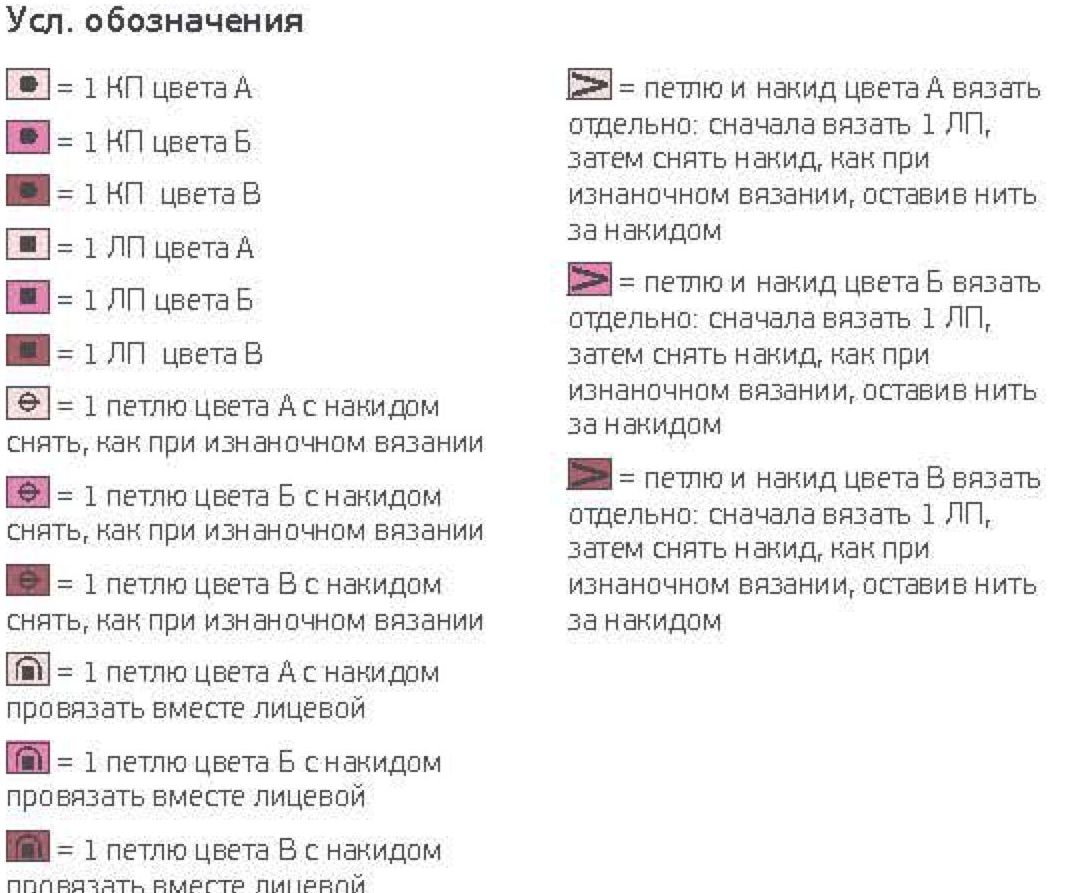 Усл. обозначения
= 1 КП цвета А
= 1 КП цвета Б
= 1 КП цвета В
= 1 ЛП цвета А
= 1 ЛП цвета Б
= 1 ЛП цвета В
= 1 петлю цвета А с накидом
снять, как при изнаночном вязании
= 1 петлю цвета Б с накидом
снять, как при изнаночном вязании
= 1 петлю цвета В с накидом
снять, как при изнаночном вязании
= 1 петлю цвета А с накидом
провязать вместе лицевой
= 1 петлю цвета Б с накидом
провязать вместе лицевой
= 1 петлю цвета В с накидом
провязать вместе лицевой
= петлю и накид цвета А вязать
отдельно: сначала вязать 1 ЛП,
затем снять накид, как при
изнаночном вязании, оставив нить
за накидом
= петлю и накид цвета Б вязать
отдельно: сначала вязать 1 ЛП,
затем снять накид, как при
изнаночном вязании, оставив нить
за накидом
= петлю и накид цвета В вязать
отдельно: сначала вязать 1 ЛП,
затем снять накид, как при
изнаночном вязании, оставив нить
за накидом